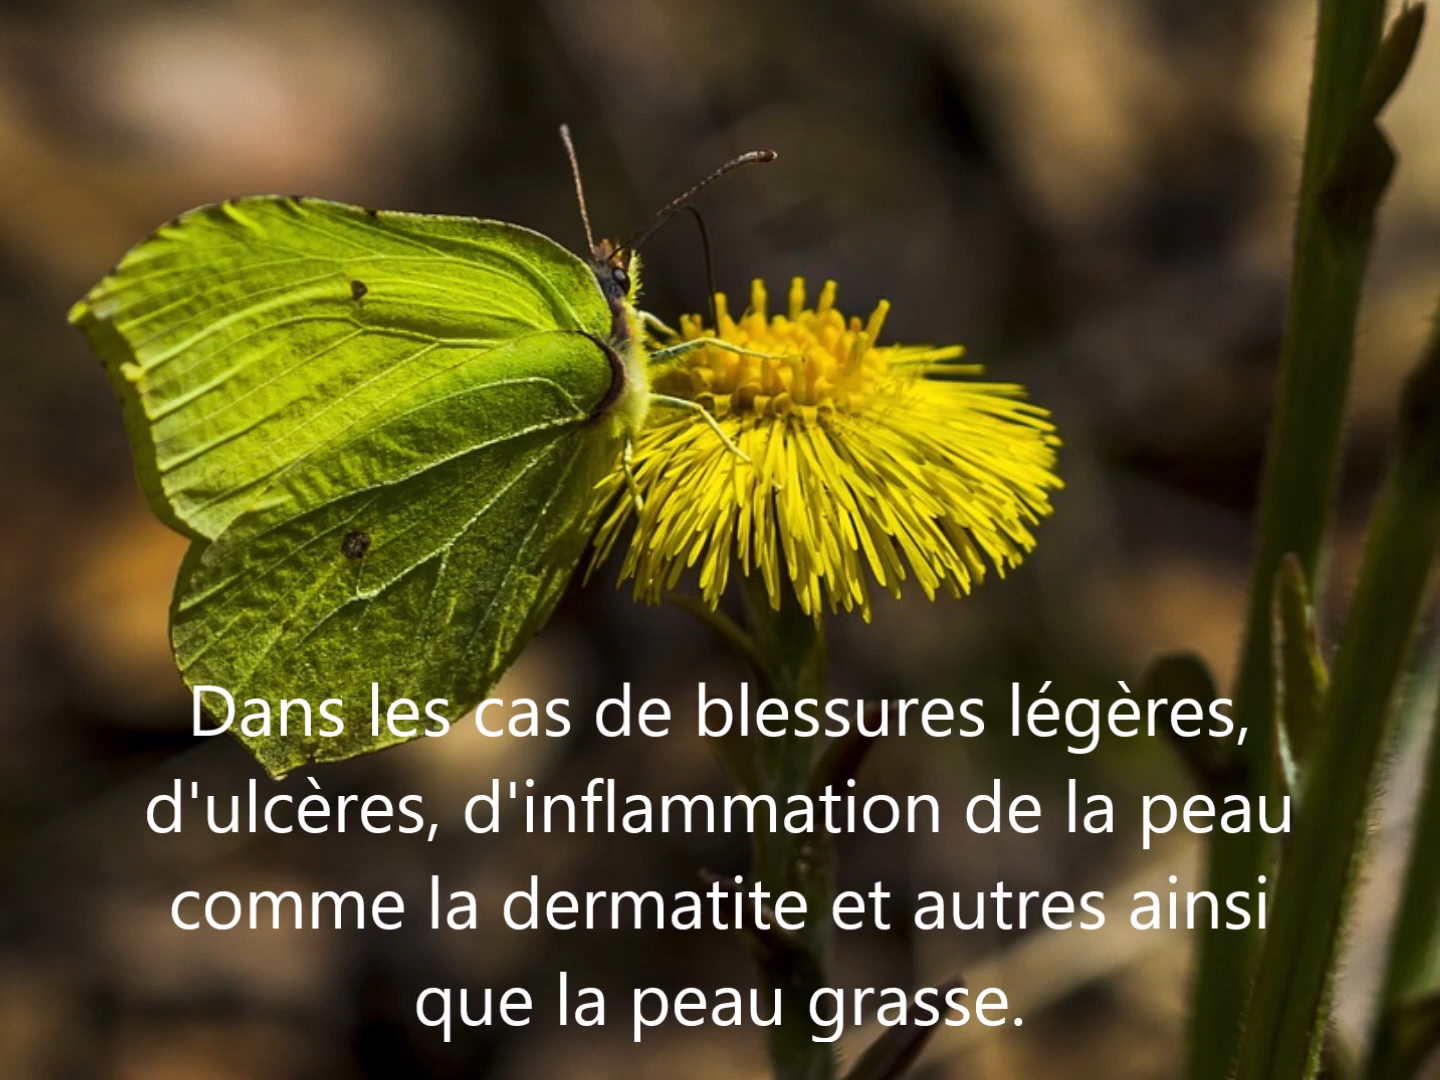 Dans les cas de blessures légères,
d'ulcères, d'inflammation de la peau
comme la dermatite et autres ainsi
que la peau grasse.